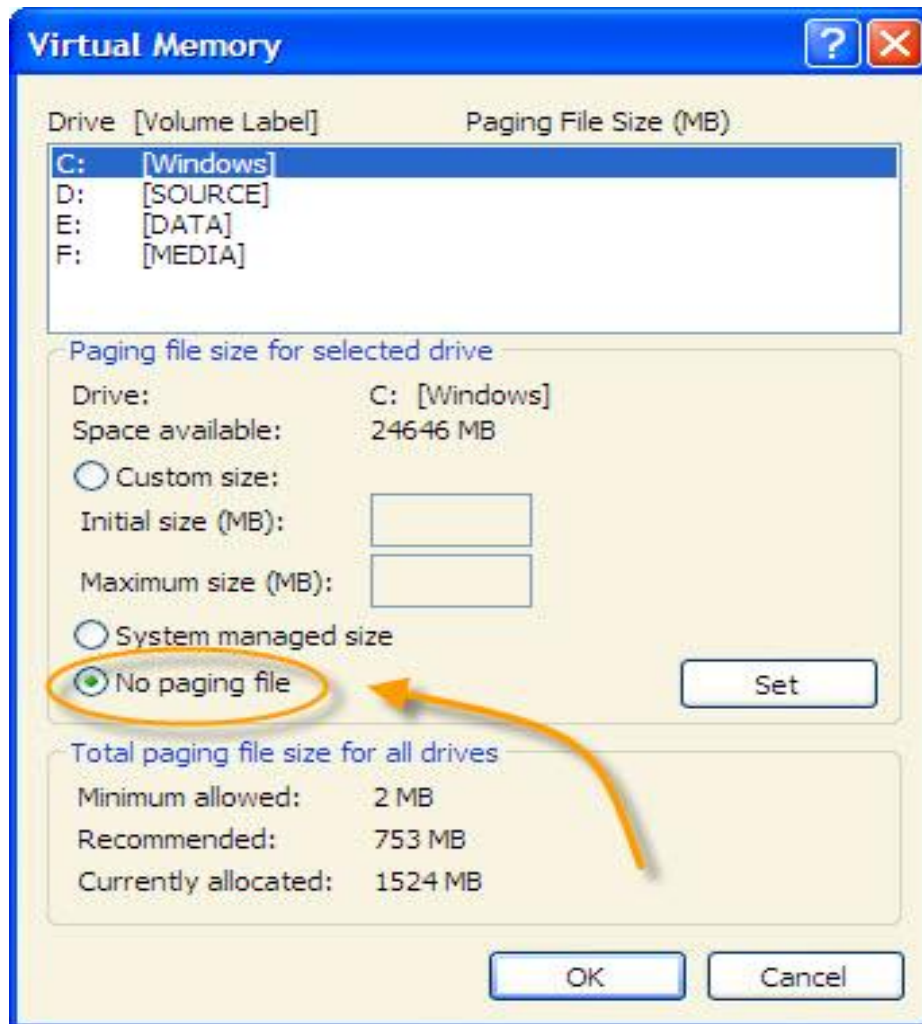 Virtual Memory
Drive [Volume Label] Paging File Size (MB)
C: [Windows]
D: [SOURCE]
E: [DATA]
F: [MEDIA]
Paging file size for selected drive
Drive: C: [Windows]
Space available: 24646 MB
Custom size:
Initial size (MB):
Maximum size (MB):
System managed size
No paging file Set
Total paging file size for all drives
Minimum allowed: 2 MB
Recommended: 753 MB
Currently allocated: 1524 MB
OK Cancel